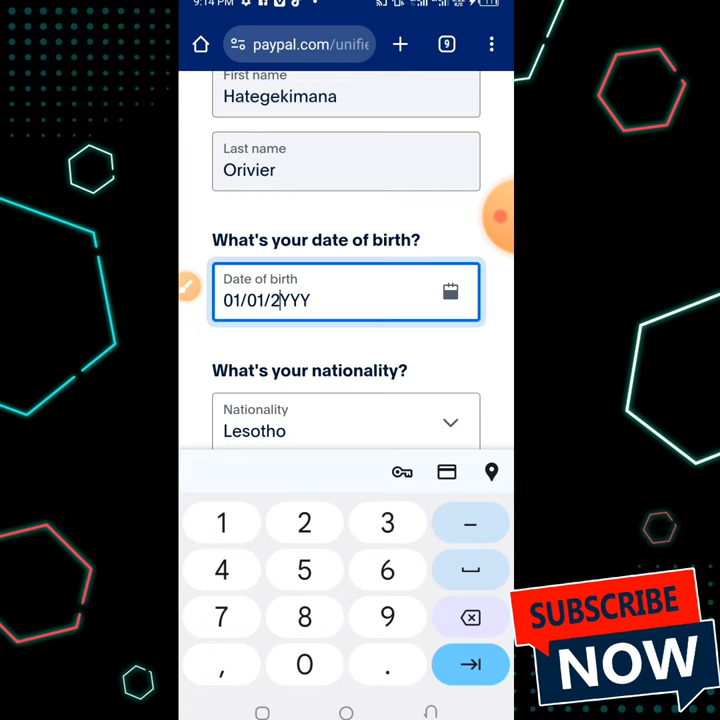 9:14 PM
paypal.com/unifie
9
First name
Hategekimana
Last name
Orivier
What's your date of birth?
Date of birth
01/01/2YYY
What's your nationality?
Nationality
Lesotho
1 2 3 –
4 5 6
7 8 9
, 0 .
SUBSCRIBE
NOW